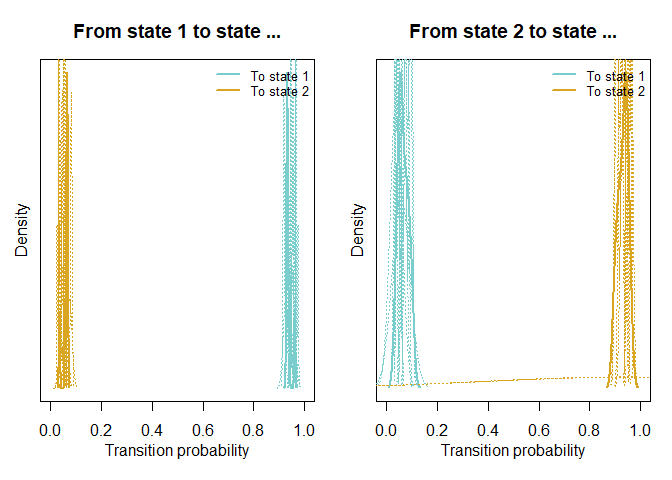 From state 1 to state ...
To state 1
To state 2
Density
0.0 0.2 0.4 0.6 0.8 1.0
Transition probability
From state 2 to state ...
To state 1
To state 2
Density
0.0 0.2 0.4 0.6 0.8 1.0
Transition probability